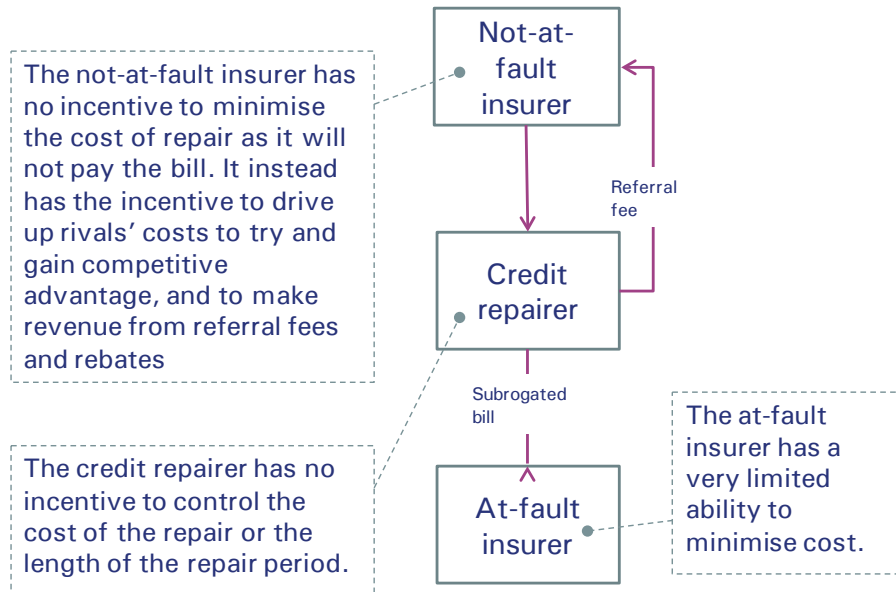 Not-at-
fault
insurer
The not-at-fault insurer has
no incentive to minimise
the cost of repair as it will
not pay the bill. It instead
has the incentive to drive
up rivals’ costs to try and
gain competitive
advantage, and to make
revenue from referral fees
and rebates
Referral
fee
Credit
repairer
Subrogated
bill
The credit repairer has no
incentive to control the
cost of the repair or the
length of the repair period.
At-fault
insurer
The at-fault
insurer has a
very limited
ability to
minimise cost.